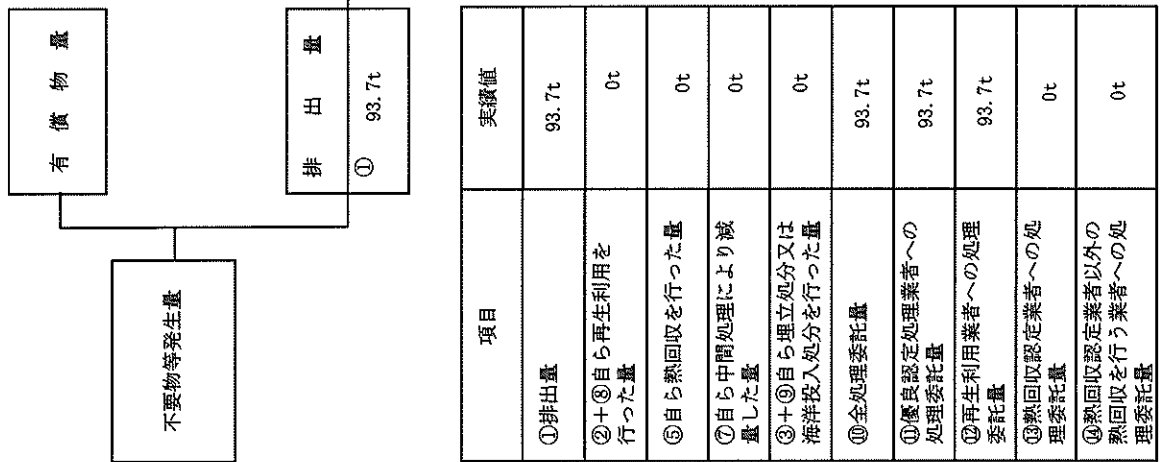 有償物量
不要物等発生量
排出量
① 93.7t
項目 実績値
①排出量 93.7t
②+⑧自ら再生利用を
行った量 0t
⑤自ら熱回収を行った量 0t
⑦自ら中間処理により減
量した量 0t
③+⑨自ら埋立処分又は
海洋投入処分を行った量 0t
⑩全処理委託量 93.7t
⑪優良認定処理業者への
処理委託量 93.7t
⑫再生利用業者への処理
委託量 93.7t
⑬熱回収認定業者への処
理委託量 0t
⑭熱回収認定業者以外の
熱回収を行う業者への処
理委託量 0t